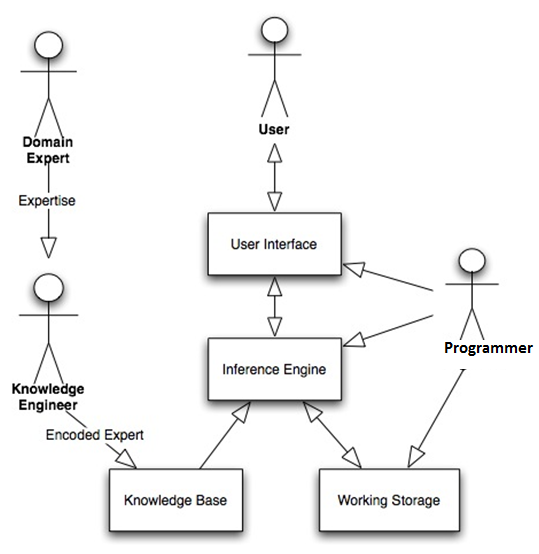 User
Domain
Expert
Expertise
User Interface
Programmer
Inference Engine
Knowledge
Engineer
Encoded Expert
Knowledge Base
Working Storage